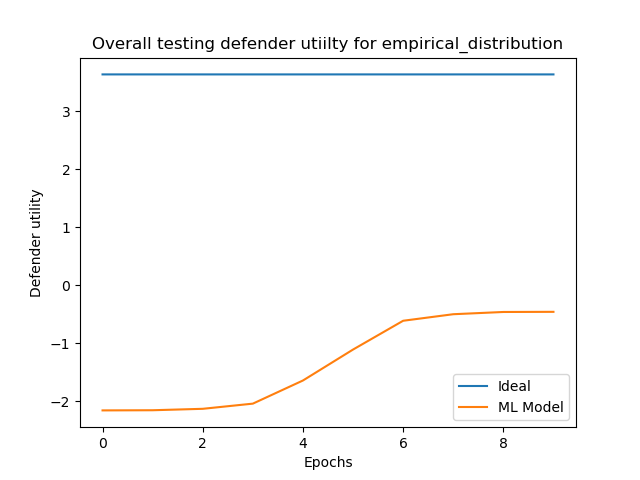 Overall testing defender utiilty for empirical_distribution
Defender utility
3
2
1
0
−1
−2
0
2
4
6
8
Epochs
Ideal
ML Model